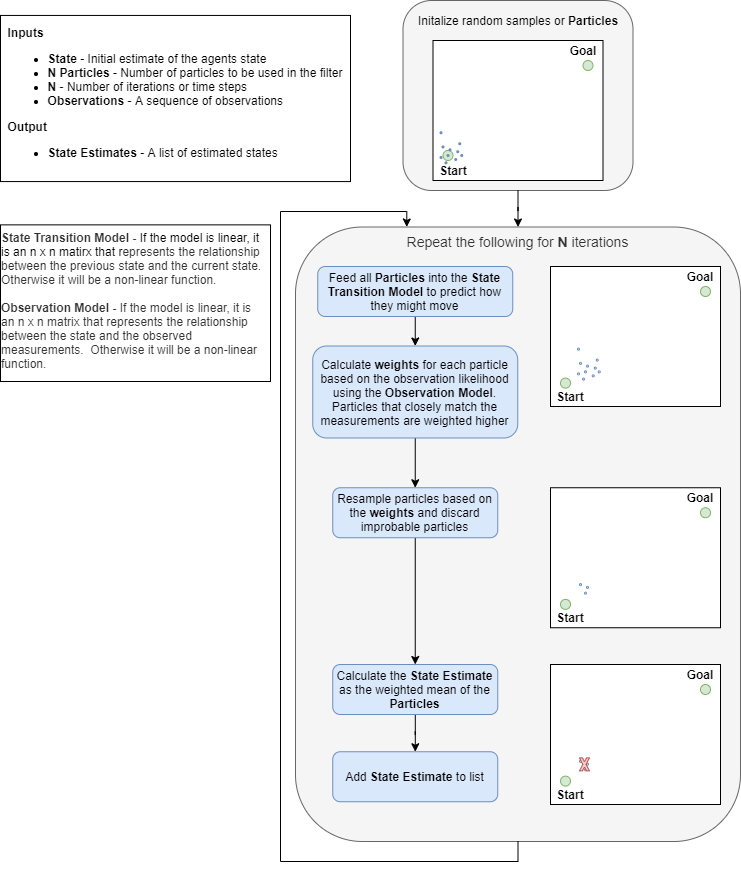 Inputs
State - Initial estimate of the agents state
N Particles - Number of particles to be used in the filter
N - Number of iterations or time steps
Observations - A sequence of observations
Output
State Estimates - A list of estimated states
Initalize random samples or Particles
Goal
Start
State Transition Model - If the model is linear, it
is an n x n matirx that represents the relationship
between the previous state and the current state.
Otherwise it will be a non-linear function.
Observation Model - If the model is linear, it is
an n x n matrix that represents the relationship
between the state and the observed
measurements.  Otherwise it will be a non-linear
function.
Repeat the following for N iterations
Feed all Particles into the State
Transition Model to predict how
they might move
Goal
Start
Calculate weights for each particle
based on the observation likelihood
using the Observation Model.
Particles that closely match the
measurements are weighted higher
Resample particles based on
the weights and discard
improbable particles
Goal
Start
Calculate the State Estimate
as the weighted mean of the
Particles
Goal
X
Start
Add State Estimate to list